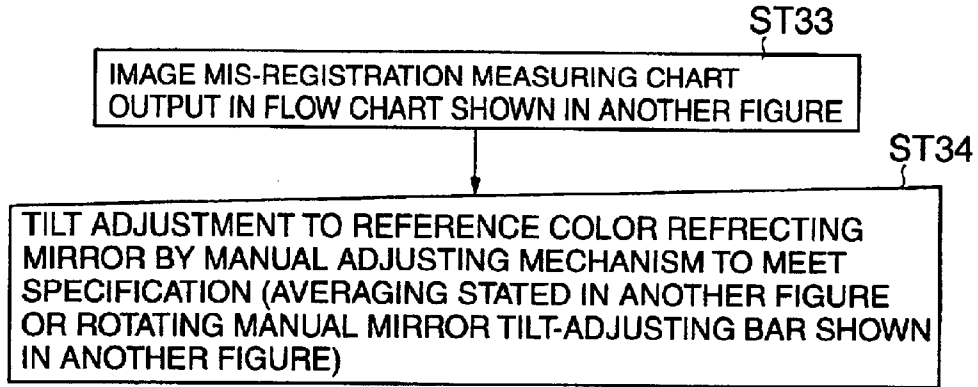 ST33
IMAGE MIS-REGISTRATION MEASURING CHART
OUTPUT IN FLOW CHART SHOWN IN ANOTHER FIGURE
ST34
TILT ADJUSTMENT TO REFERENCE COLOR REFRECTING
MIRROR BY MANUAL ADJUSTING MECHANISM TO MEET
SPECIFICATION (AVERAGING STATED IN ANOTHER FIGURE
OR ROTATING MANUAL MIRROR TILT-ADJUSTING BAR SHOWN
IN ANOTHER FIGURE)